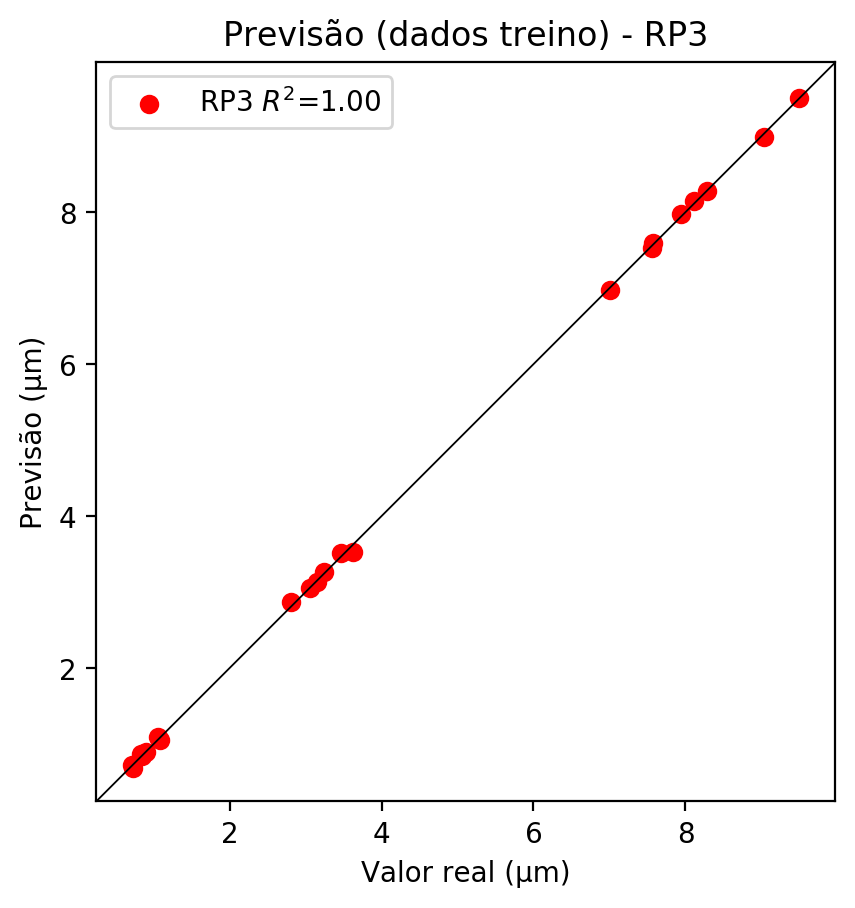 Previsão (dados treino) - RP3
RP3 R²=1.00
8
6
4
2
Previsão (µm)
2 4 6 8
Valor real (µm)